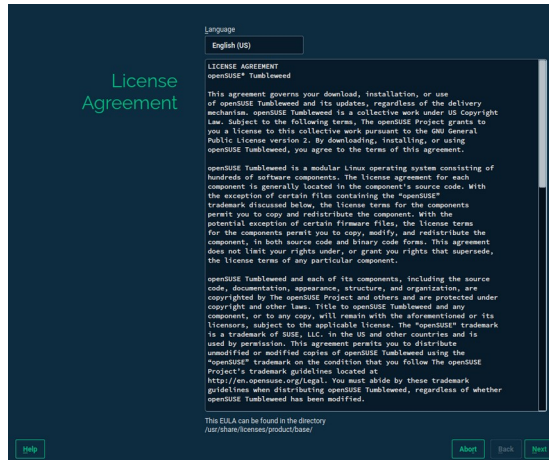 Language
English (US)
License
Agreement
LICENSE AGREEMENT
openSUSE® Tumbleweed
This agreement governs your download, installation, or use
of openSUSE Tumbleweed and its updates, regardless of the delivery
mechanism. openSUSE Tumbleweed is a collective work under US Copyright
Law. Subject to the following terms, The openSUSE Project grants to
you a license to this collective work pursuant to the GNU General
Public License version 2. By downloading, installing, or using
openSUSE Tumbleweed, you agree to the terms of this agreement.
openSUSE Tumbleweed is a modular Linux operating system consisting of
hundreds of software components. The license agreement for each
component is generally located in the component's source code. With
the exception of certain files containing the "openSUSE"
trademark discussed below, the license terms for the components
permit you to copy and redistribute the component. With the
potential exception of certain firmware files, the license terms
for the components permit you to copy, modify, and redistribute the
component, in both source code and binary code forms. This agreement
does not limit your rights under, or grant you rights that supersede,
the license terms of any particular component.
openSUSE Tumbleweed and each of its components, including the source
code, documentation, appearance, structure, and organization, are
copyrighted by The openSUSE Project and others and are protected under
copyright and other laws. Title to openSUSE Tumbleweed and any
component, or to any copy, will remain with the aforementioned or its
licensors, subject to the applicable license. The "openSUSE" trademark
is a trademark of SUSE, LLC. in the US and other countries and is
used by permission. This agreement permits you to distribute
unmodified or modified copies of openSUSE Tumbleweed using the
"openSUSE" trademark on the condition that you follow The openSUSE
Project's trademark guidelines located at
http://en.opensuse.org/Legal. You must abide by these trademark
guidelines when distributing openSUSE Tumbleweed, regardless of whether
openSUSE Tumbleweed has been modified.
This EULA can be found in the directory
/usr/share/licenses/product/base/
Help
Abort
Back
Next